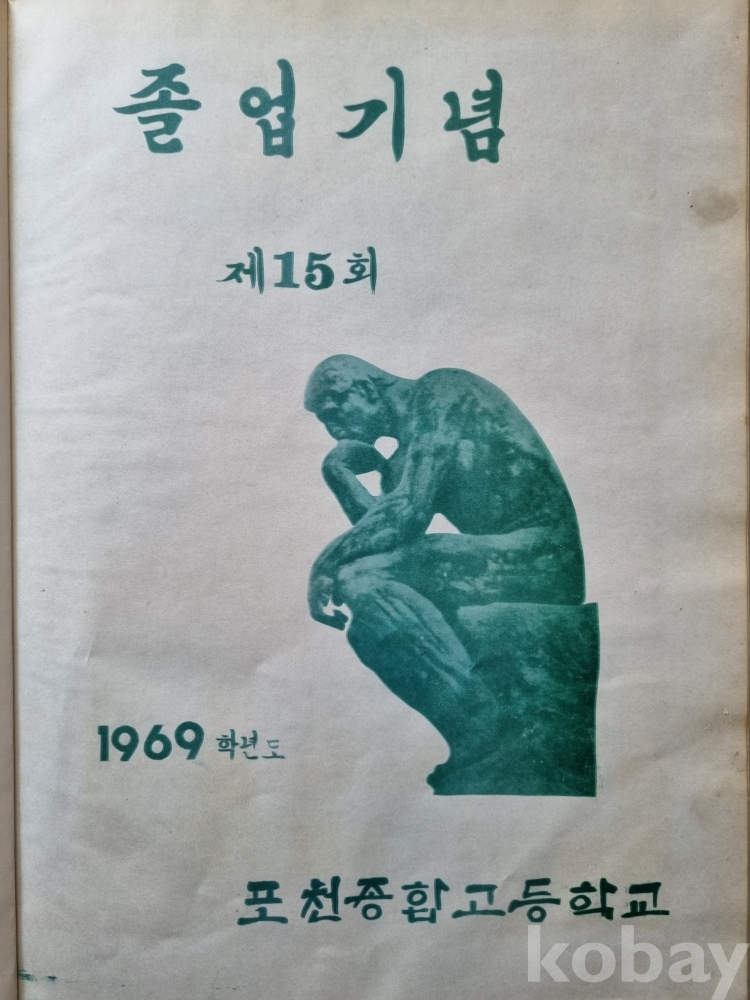 졸업기념
제15회
1969 학년도
포천종합고등학교
kobay